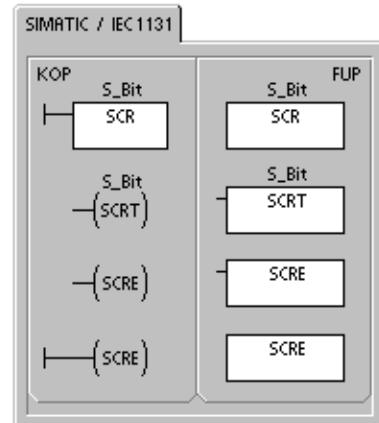 SIMATIC / IEC1131
KOP
FUP
S_Bit
SCR
S_Bit
SCR
S_Bit
SCRT
S_Bit
SCRT
SCRE
SCRE
SCRE
SCRE